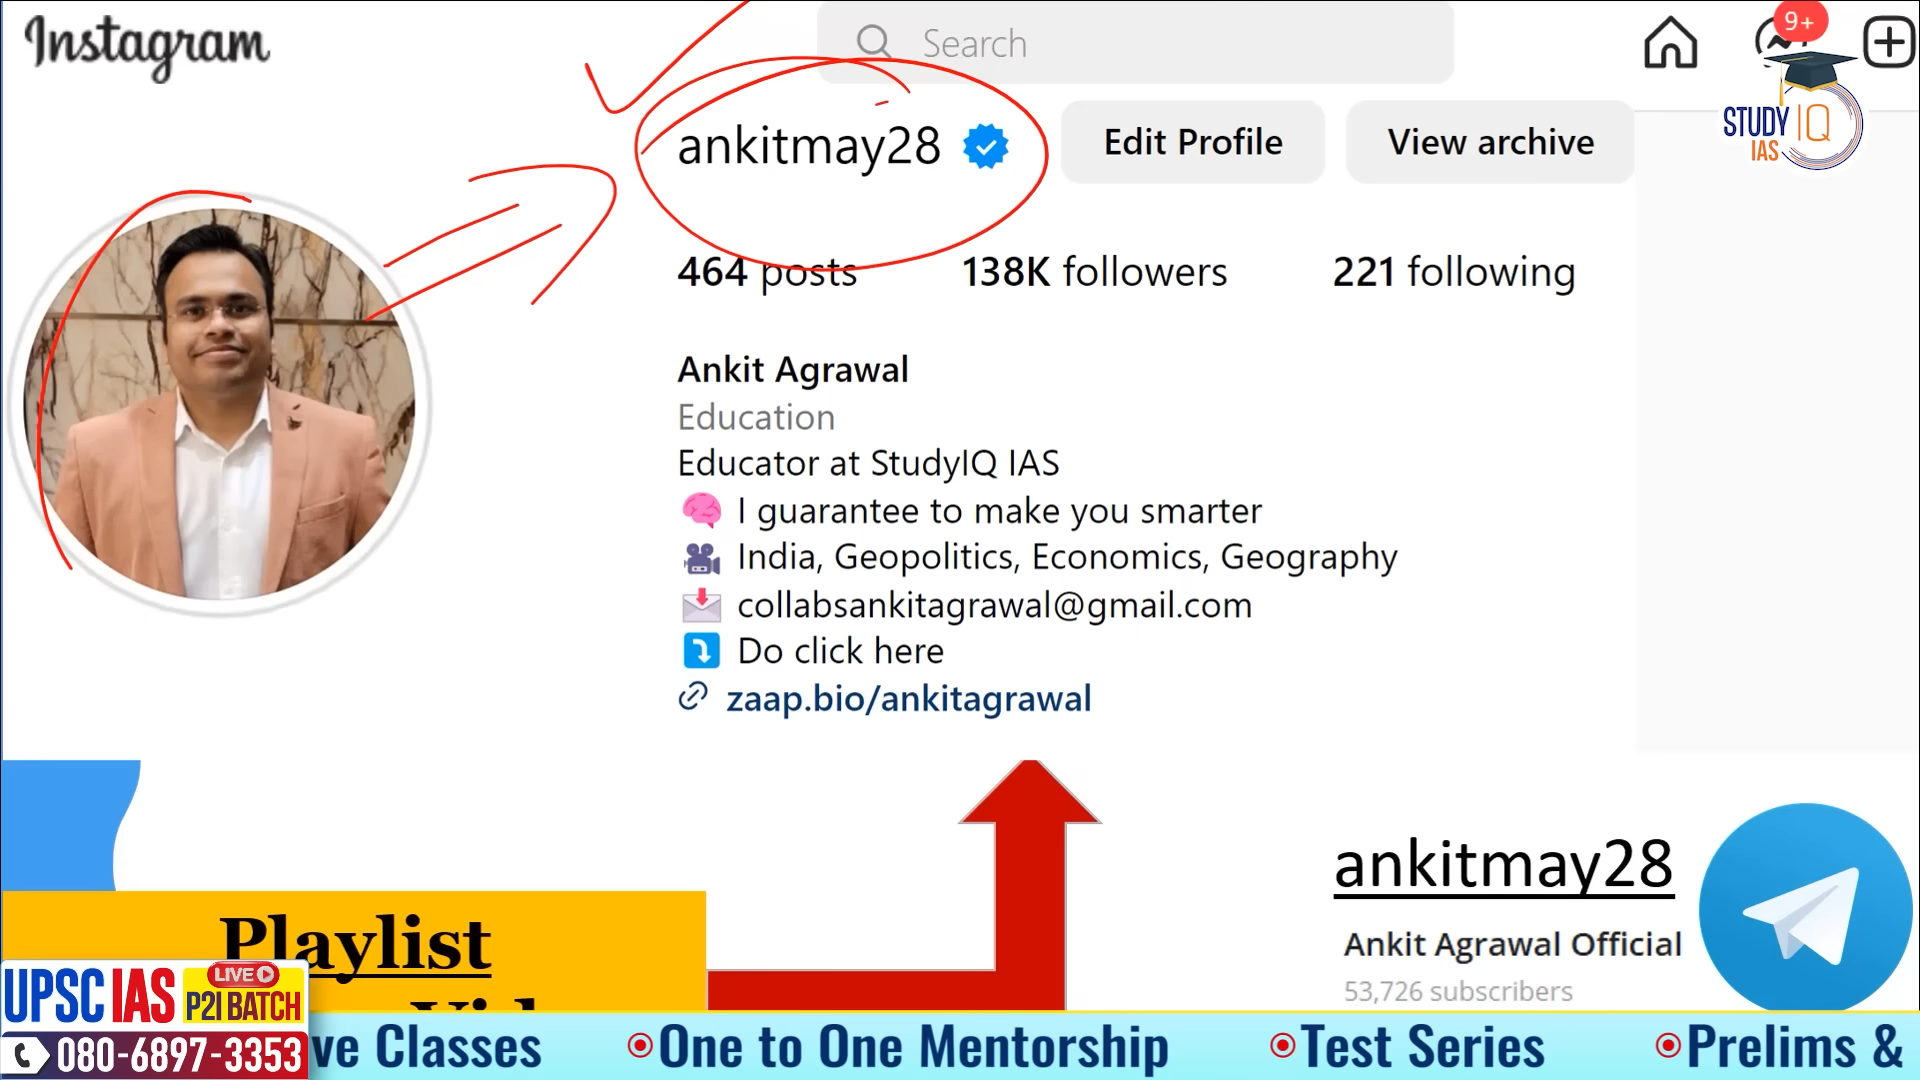 Instagram
Search
9+
STUDY IQ
IAS
ankitmay28
Edit Profile
View archive
464 posts
138K followers
221 following
Ankit Agrawal
Education
Educator at StudyIQ IAS
I guarantee to make you smarter
India, Geopolitics, Economics, Geography
collabsankitagrawal@gmail.com
Do click here
zaap.bio/ankitagrawal
ankitmay28
Ankit Agrawal Official
53,726 subscribers
Playlist
UPSC IAS
LIVE
P2I BATCH
080-6897-3353
ve Classes
One to One Mentorship
Test Series
Prelims &